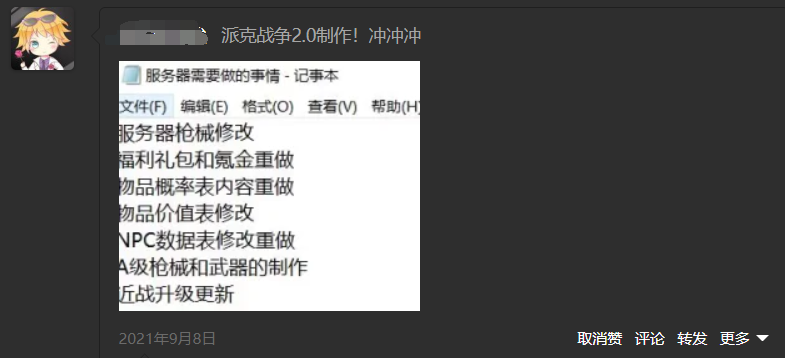 派克战争2.0制作！冲冲冲
服务器需要做的事情 - 记事本
文件(F) 编辑(E) 格式(O) 查看(V) 帮助(H)
服务器枪械修改
福利礼包和氪金重做
物品概率表内容重做
物品价值表修改
NPC数据表修改重做
A级枪械和武器的制作
近战升级更新
2021年9月8日 取消赞 评论 转发 更多